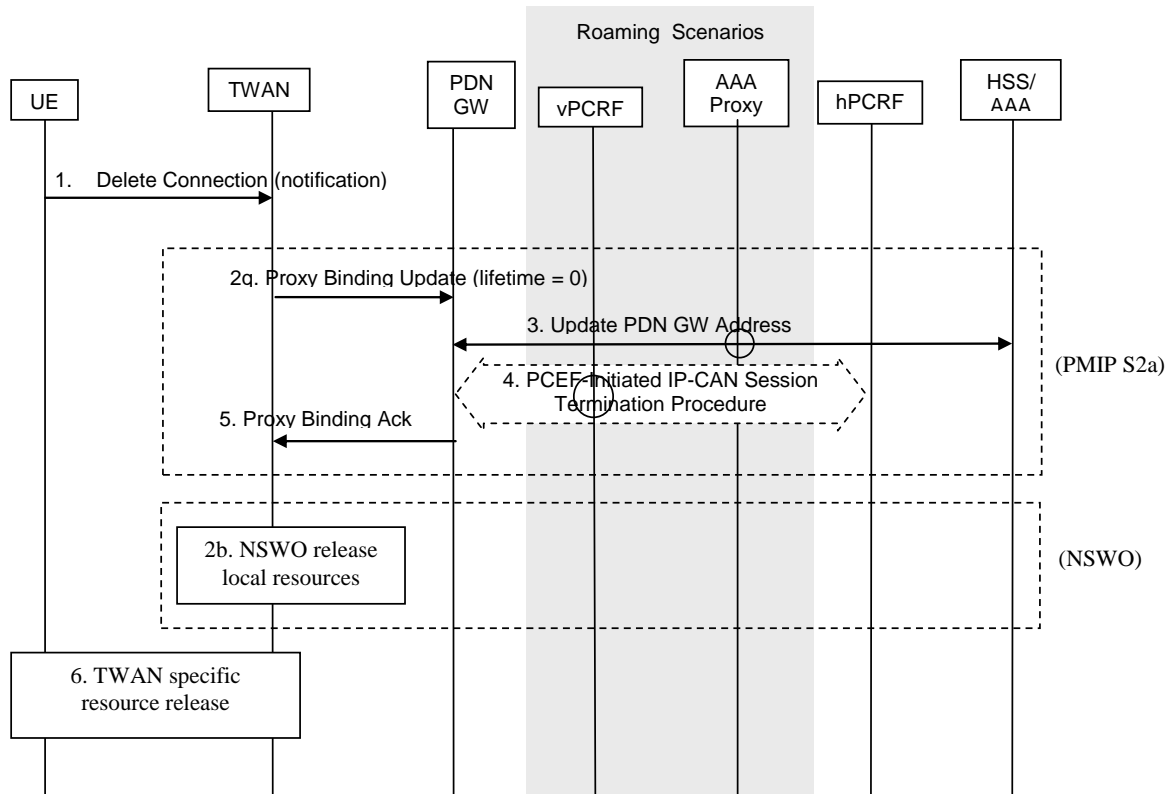 Roaming Scenarios
UE
TWAN
PDN
GW
vPCRF
AAA
Proxy
hPCRF
HSS/
AAA
1. Delete Connection (notification)
2q. Proxy Binding Update (lifetime = 0)
3. Update PDN GW Address
(PMIP S2a)
4. PCEF-Initiated IP-CAN Session
Termination Procedure
5. Proxy Binding Ack
2b. NSWO release
local resources
(NSWO)
6. TWAN specific
resource release